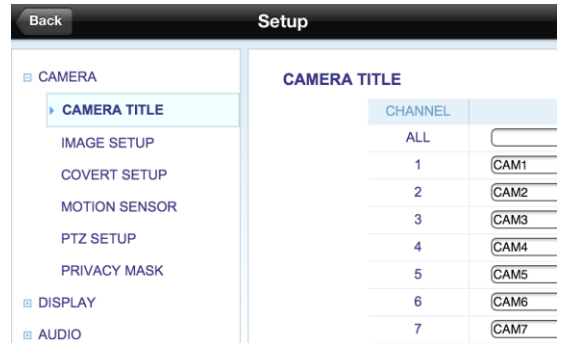 Back
Setup
CAMERA
CAMERA TITLE
IMAGE SETUP
COVERT SETUP
MOTION SENSOR
PTZ SETUP
PRIVACY MASK
DISPLAY
AUDIO
CAMERA TITLE
CHANNEL
ALL
1 CAM1
2 CAM2
3 CAM3
4 CAM4
5 CAM5
6 CAM6
7 CAM7